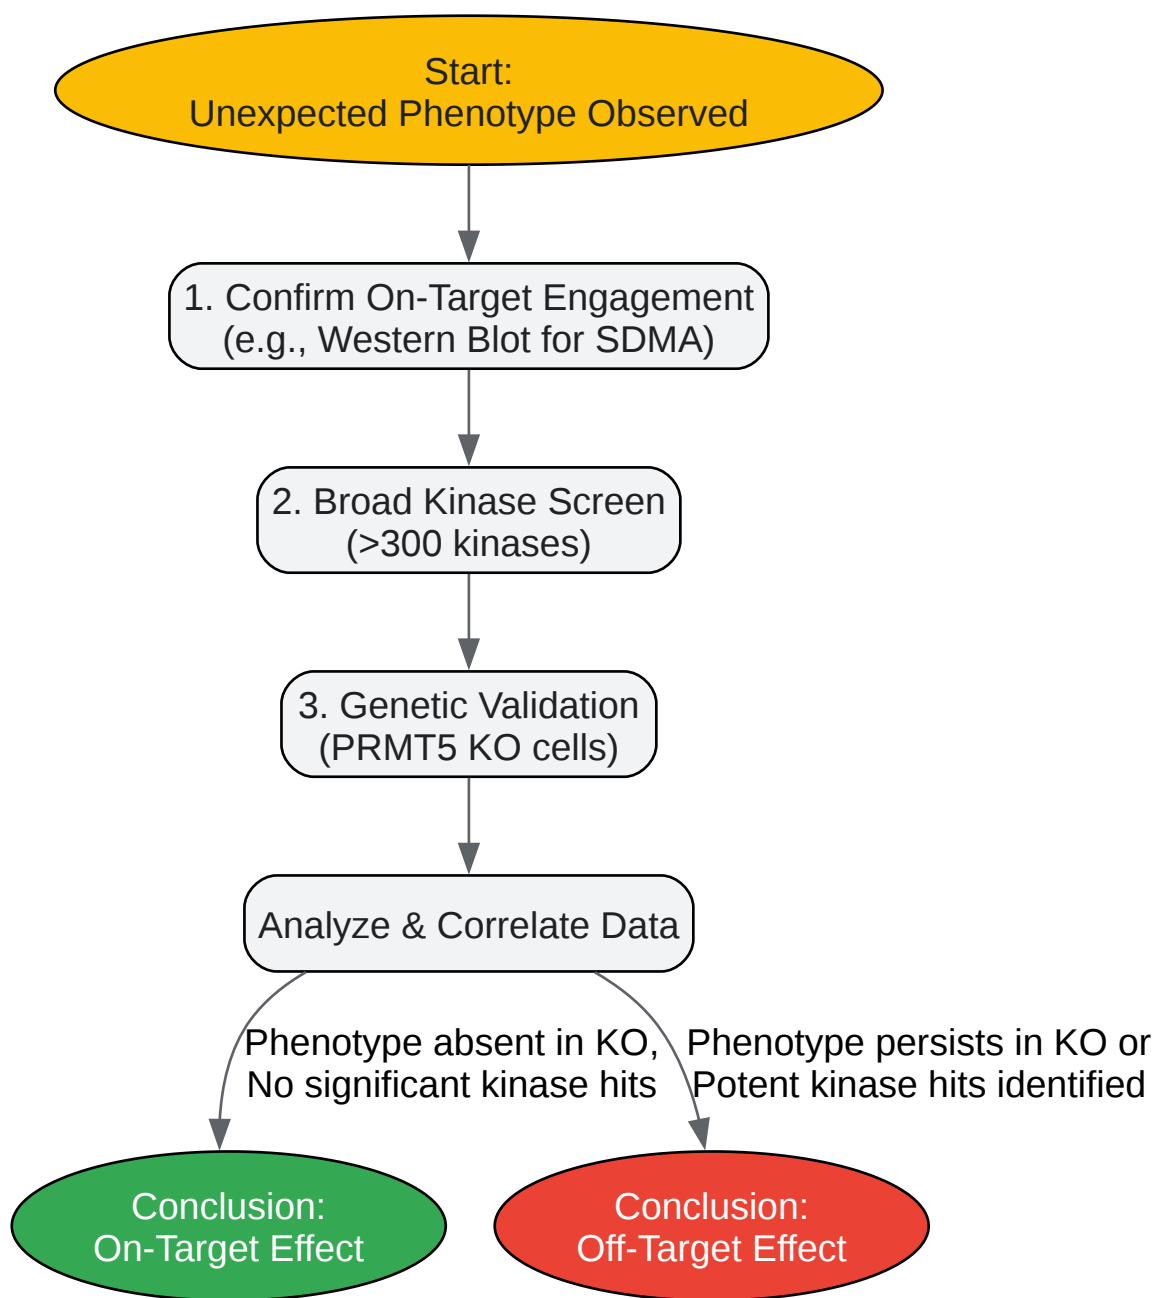 Start:
Unexpected Phenotype Observed
1. Confirm On-Target Engagement
(e.g., Western Blot for SDMA)
2. Broad Kinase Screen
(>300 kinases)
3. Genetic Validation
(PRMT5 KO cells)
Analyze & Correlate Data
Phenotype absent in KO,
No significant kinase hits
Phenotype persists in KO or
Potent kinase hits identified
Conclusion:
On-Target Effect
Conclusion:
Off-Target Effect